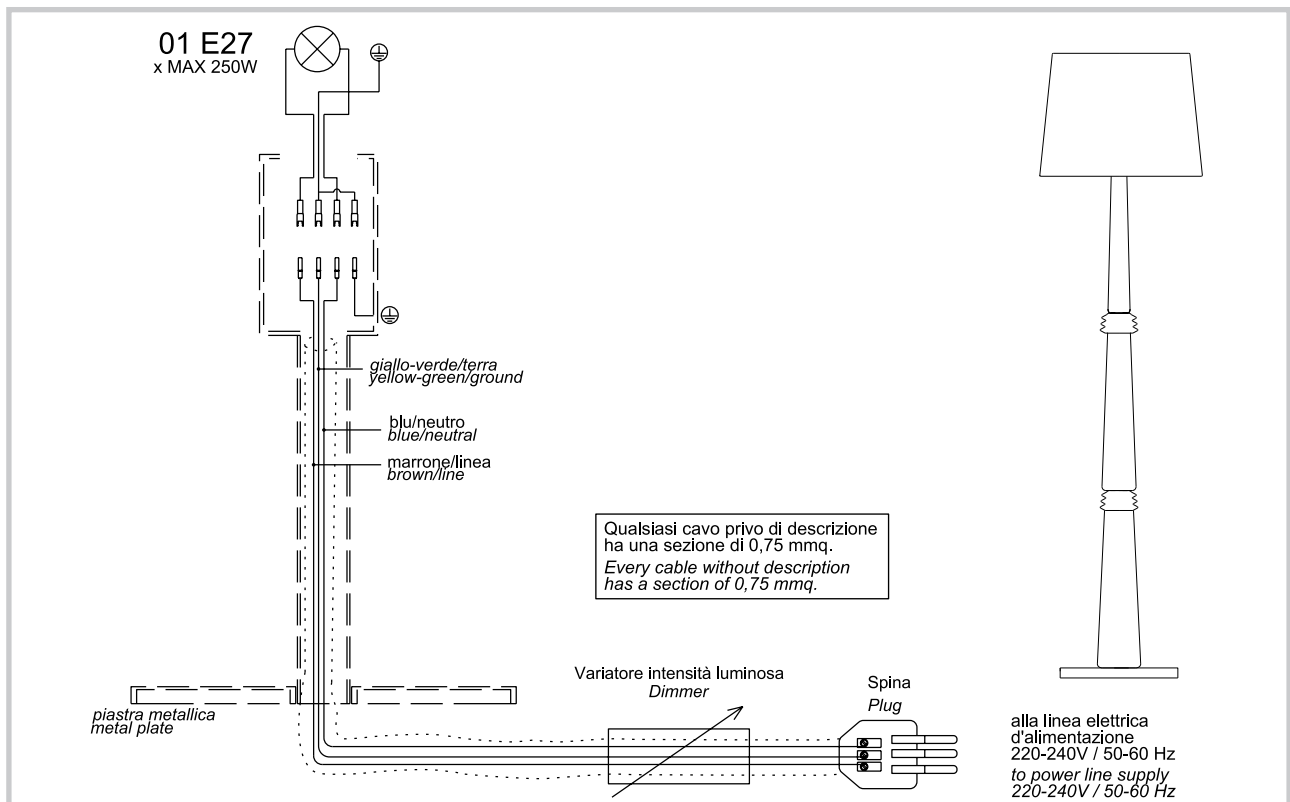 01 E27
x MAX 250W
giallo-verde/terra
yellow-green/ground
blu/neutro
blue/neutral
marrone/linea
brown/line
Qualsiasi cavo privo di descrizione
ha una sezione di 0,75 mmq.
Every cable without description
has a section of 0,75 mmq.
Variatore intensità luminosa
Dimmer
Spina
Plug
piastra metallica
metal plate
alla linea elettrica
d'alimentazione
220-240V / 50-60 Hz
to power line supply
220-240V / 50-60 Hz